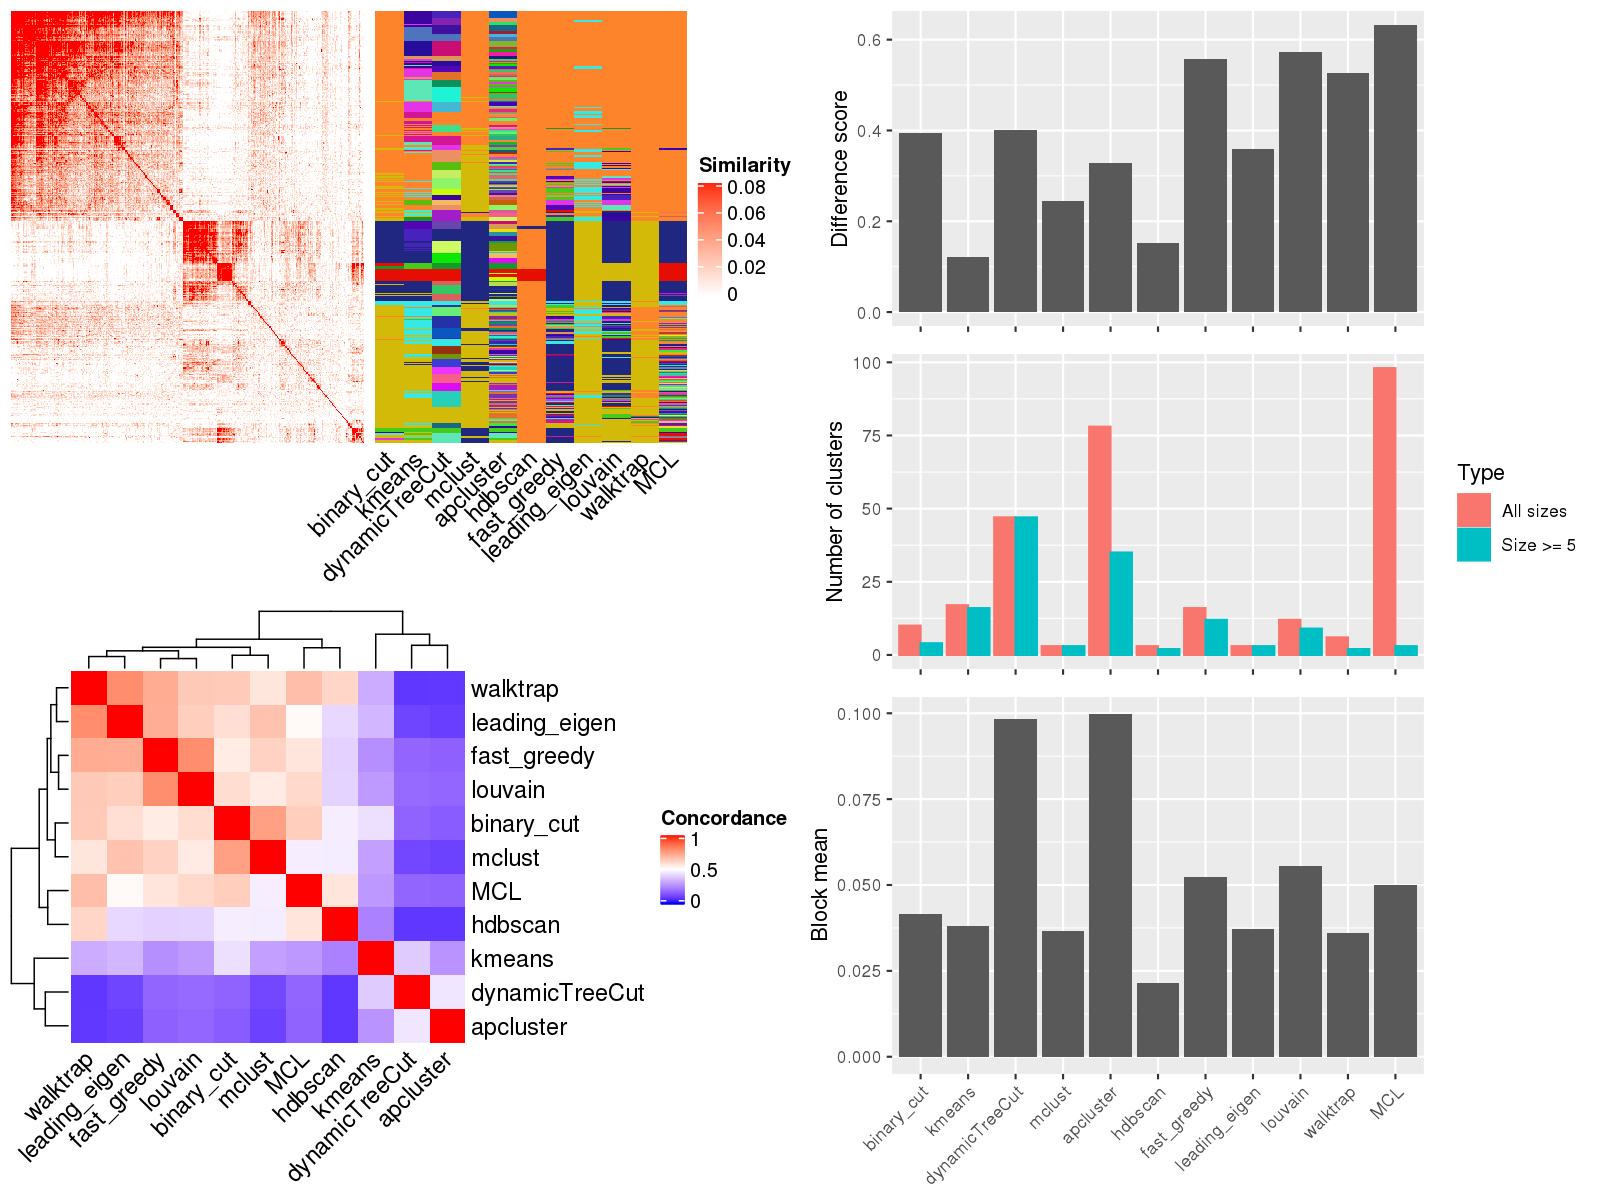 Similarity
0.08
0.06
0.04
0.02
0
binary_cut
kmeans
dynamicTreeCut
mclust
apcluster
hdbscan
fast_greedy
leading_eigen
louvain
walktrap
MCL
walktrap
leading_eigen
fast_greedy
louvain
binary_cut
mclust
MCL
hdbscan
kmeans
dynamicTreeCut
apcluster
Concordance
1
0.5
0
walktrap
leading_eigen
fast_greedy
louvain
binary_cut
mclust
MCL
hdbscan
kmeans
dynamicTreeCut
apcluster
Difference score
0.6
0.4
0.2
0.0
Number of clusters
100
75
50
25
0
Type
All sizes
Size >= 5
Block mean
0.100
0.075
0.050
0.025
0.000
binary_cut
kmeans
dynamicTreeCut
mclust
apcluster
hdbscan
fast_greedy
leading_eigen
louvain
walktrap
MCL